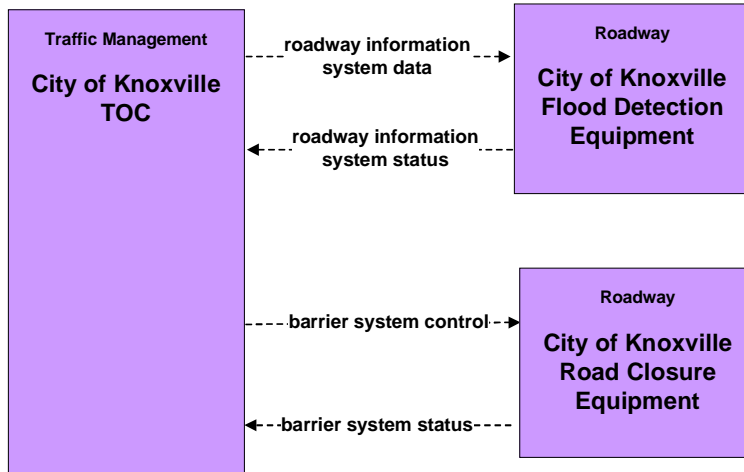 Traffic Management
City of Knoxville
TOC
roadway information
system data
roadway information
system status
barrier system control
barrier system status
Roadway
City of Knoxville
Flood Detection
Equipment
Roadway
City of Knoxville
Road Closure
Equipment